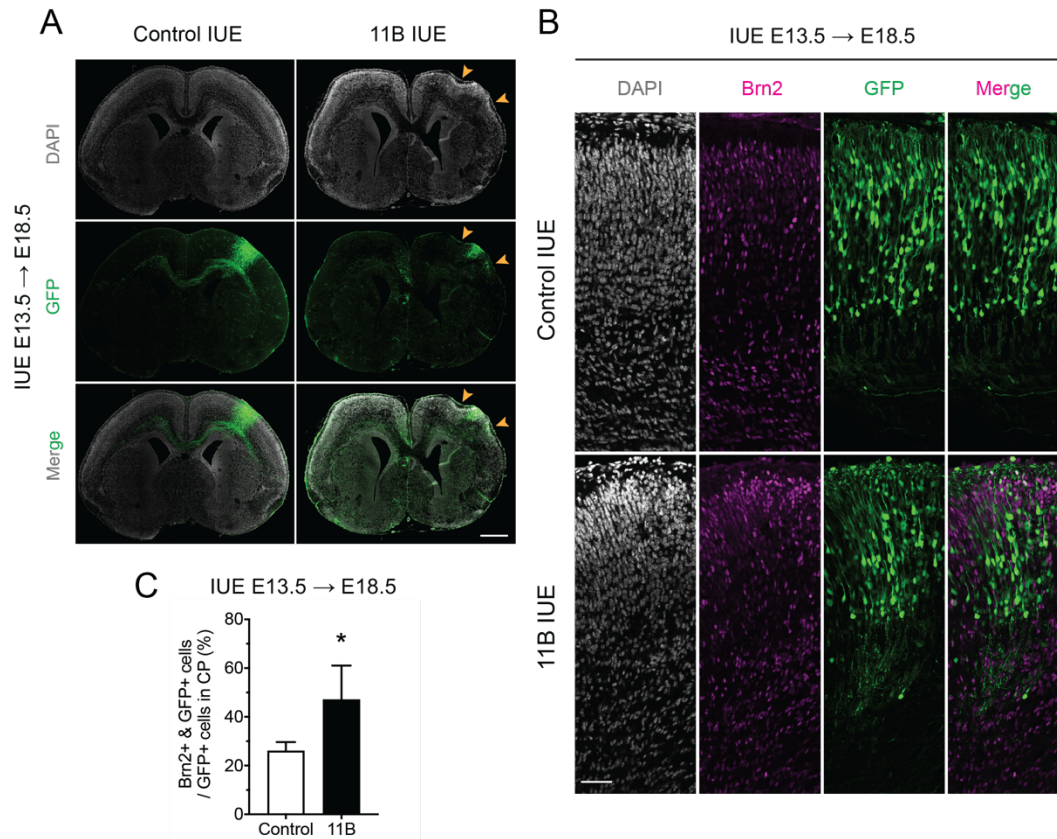 A
Control IUE
11B IUE
IUE E13.5 → E18.5
DAPI
GFP
Merge
B
IUE E13.5 → E18.5
DAPI
Brn2
GFP
Merge
Control IUE
11B IUE
C
IUE E13.5 → E18.5
Brn2+ & GFP+ cells
/ GFP+ cells in CP (%)
80
60
40
20
0
*
Control
11B